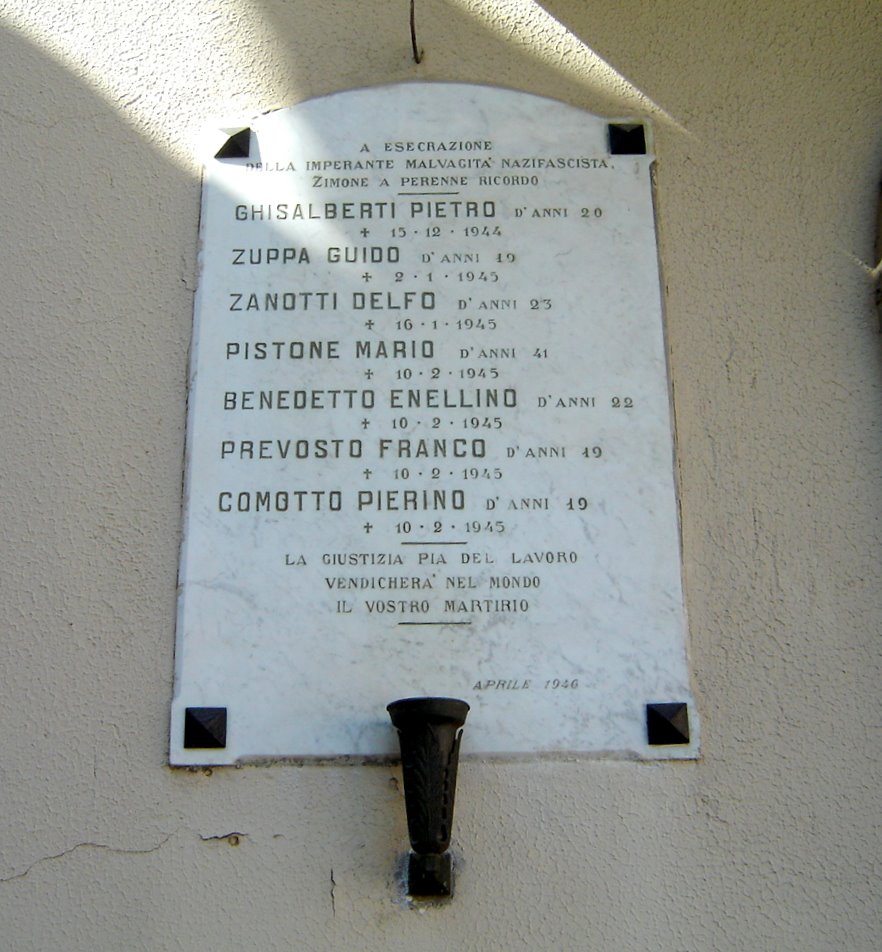 A ESECRAZIONE
DELLA IMPERANTE MALVAGITA' NAZIFASCISTA,
ZIMONE A PERENNE RICORDO
GHISALBERTI PIETRO D'ANNI 20
+ 15 · 12 · 1944
ZUPPA GUIDO D'ANNI 19
+ 2 · 1 · 1945
ZANOTTI DELFO D'ANNI 23
+ 16 · 1 · 1945
PISTONE MARIO D'ANNI 41
+ 10 · 2 · 1945
BENEDETTO ENELLINO D'ANNI 22
+ 10 · 2 · 1945
PREVOSTO FRANCO D'ANNI 19
+ 10 · 2 · 1945
COMOTTO PIERINO D'ANNI 19
+ 10 · 2 · 1945
LA GIUSTIZIA PIA DEL LAVORO
VENDICHERA' NEL MONDO
IL VOSTRO MARTIRIO
APRILE 1946